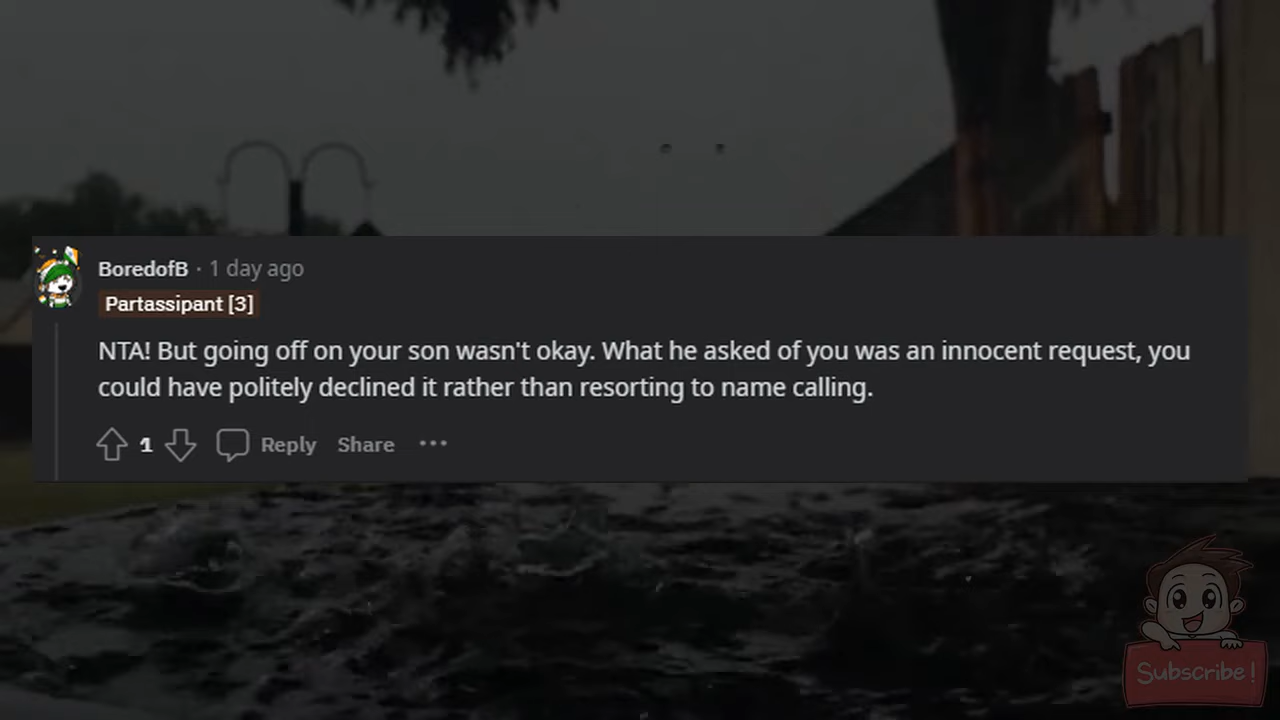 BoredofB · 1 day ago
Partassipant [3]
NTA! But going off on your son wasn't okay. What he asked of you was an innocent request, you
could have politely declined it rather than resorting to name calling.
1 Reply Share ···
Subscribe!